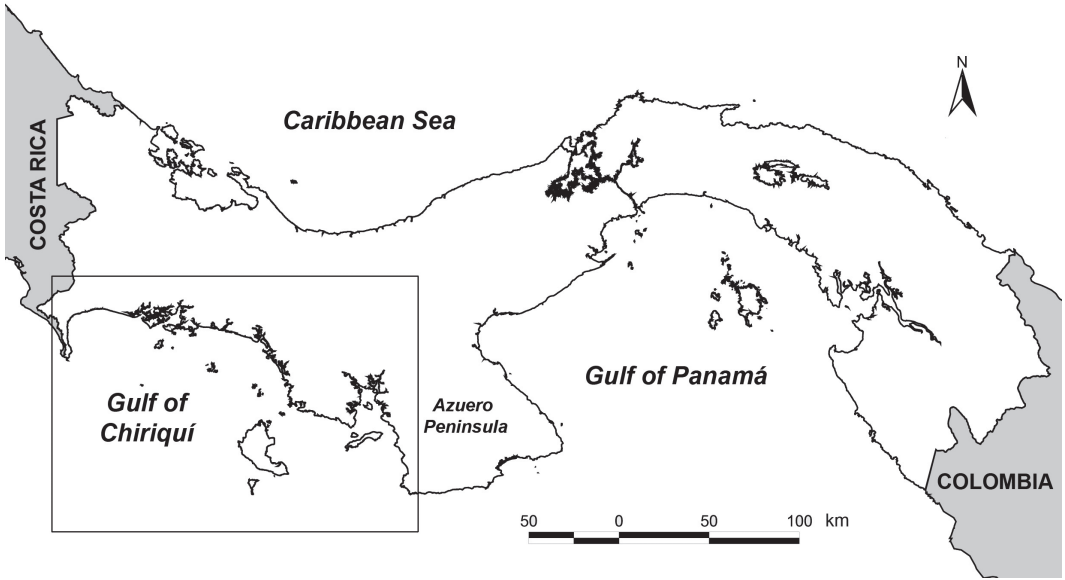 N
Caribbean Sea
COSTA RICA
Gulf of Panamá
Gulf of
Chiriquí
Azuero
Peninsula
COLOMBIA
50 0 50 100 km